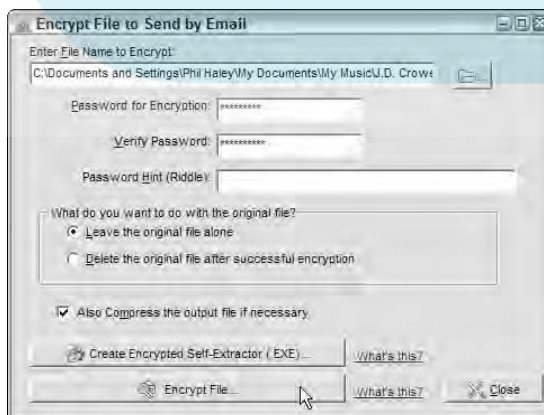 Encrypt File to Send by Email
Enter File Name to Encrypt:
C:\Documents and Settings\Phil Haley\My Documents\My Music\J.D. Crowe
Password for Encryption: *********
Verify Password: **********
Password Hint (Riddle):
What do you want to do with the original file?
Leave the original file alone
Delete the original file after successful encryption
Also Compress the output file if necessary
Create Encrypted Self-Extractor (.EXE)... What's this?
Encrypt File... What's this? Close